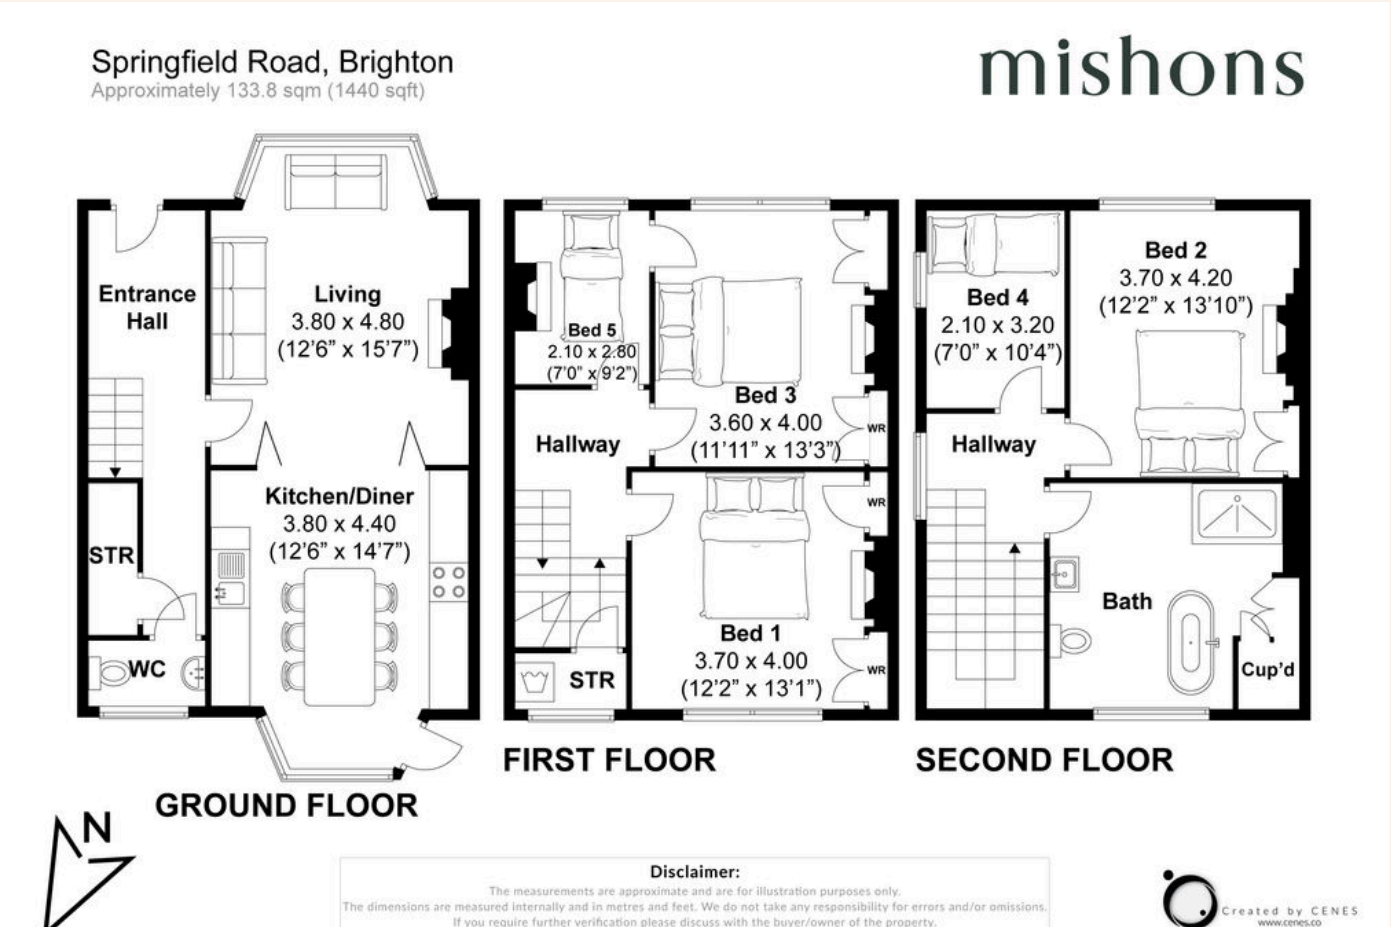 Springfield Road, Brighton
Approximately 133.8 sqm (1440 sqft)
mishons
Entrance
Hall
Living
3.80 x 4.80
(12'6” x 15'7”)
Kitchen/Diner
3.80 x 4.40
(12'6” x 14'7”)
STR
WC
GROUND FLOOR
Bed 5
2.10 x 2.80
(7'0” x 9'2”)
Bed 3
3.60 x 4.00
(11'11” x 13'3”)
WR
Hallway
WR
Bed 1
3.70 x 4.00
(12'2” x 13'1”)
WR
STR
FIRST FLOOR
Bed 2
3.70 x 4.20
(12'2” x 13'10”)
Bed 4
2.10 x 3.20
(7'0” x 10'4”)
Hallway
Bath
Cup'd
SECOND FLOOR
N
Disclaimer:
The measurements are approximate and are for illustration purposes only.
The dimensions are measured internally and in metres and feet. We do not take any responsibility for errors and/or omissions.
If you require further verification please discuss with the buyer/owner of the property.
Created by CENES
www.cenes.co